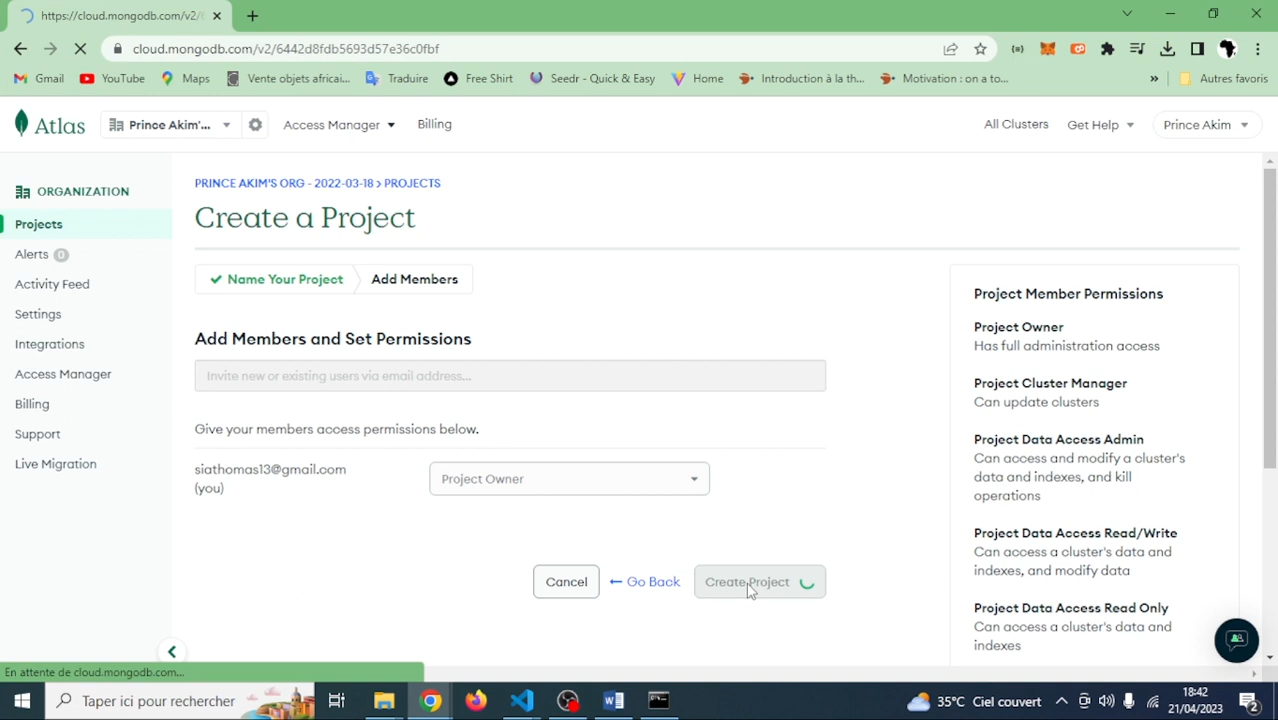 https://cloud.mongodb.com/v2/6
cloud.mongodb.com/v2/6442d8fdb5693d57e36c0fbf
Gmail YouTube Maps Vente objets africai... Traduire Free Shirt Seedr - Quick & Easy Home Introduction à la th... Motivation : on a to... » Autres favoris
Atlas Prince Akim'... Access Manager Billing All Clusters Get Help Prince Akim
ORGANIZATION
Projects
Alerts 0
Activity Feed
Settings
Integrations
Access Manager
Billing
Support
Live Migration
PRINCE AKIM'S ORG - 2022-03-18 > PROJECTS
Create a Project
Name Your Project Add Members
Add Members and Set Permissions
Invite new or existing users via email address...
Give your members access permissions below.
siathomas13@gmail.com
(you)
Project Owner
Cancel Go Back Create Project
Project Member Permissions
Project Owner
Has full administration access
Project Cluster Manager
Can update clusters
Project Data Access Admin
Can access and modify a cluster's
data and indexes, and kill
operations
Project Data Access Read/Write
Can access a cluster's data and
indexes, and modify data
Project Data Access Read Only
Can access a cluster's data and
indexes
En attente de cloud.mongodb.com...
Taper ici pour rechercher
35°C Ciel couvert
18:42
21/04/2023
2